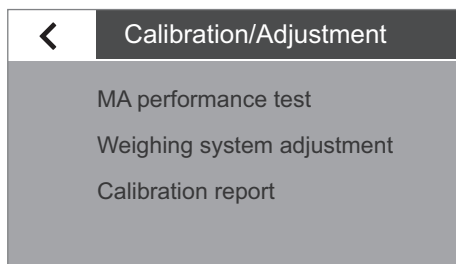 Calibration/Adjustment
MA performance test
Weighing system adjustment
Calibration report